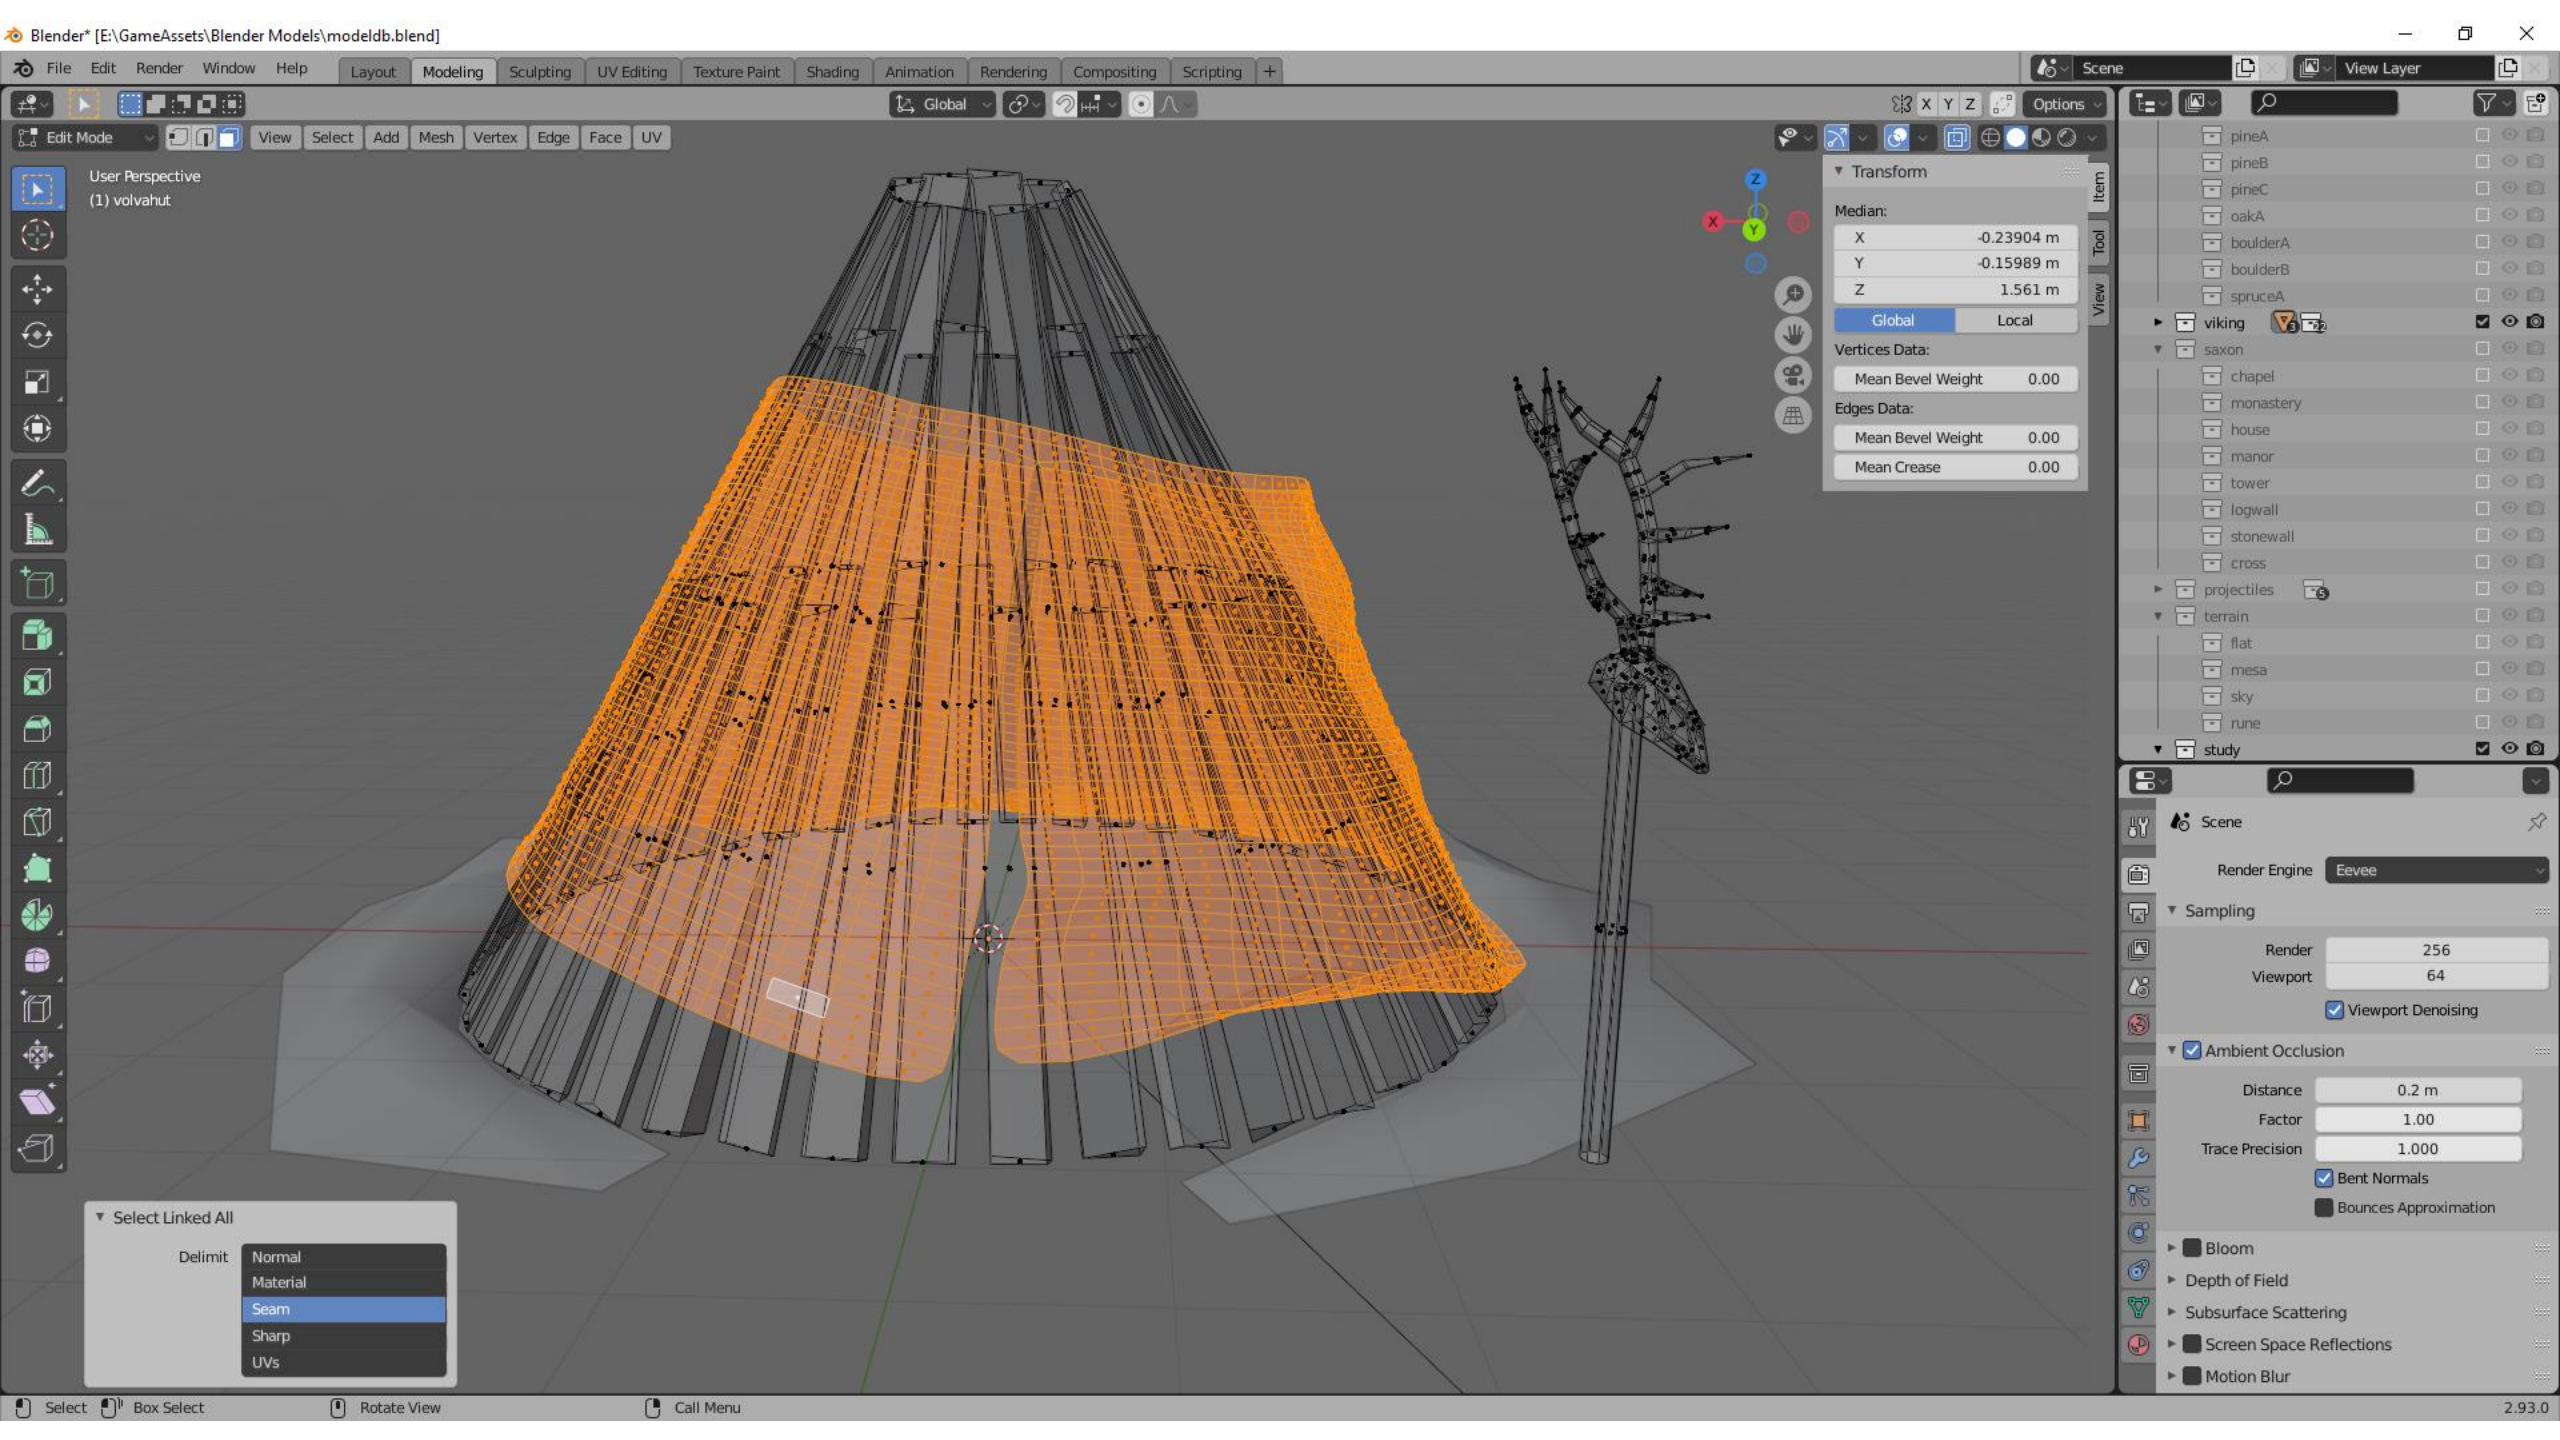 Blender* [E:\GameAssets\Blender Models\modeldb.blend]
File Edit Render Window Help Layout Modeling Sculpting UV Editing Texture Paint Shading Animation Rendering Compositing Scripting + Scene View Layer
Global X Y Z Options
Edit Mode View Select Add Mesh Vertex Edge Face UV
User Perspective
(1) volvahut
Z
X
Y
Transform
Median:
X -0.23904 m
Y -0.15989 m
Z 1.561 m
Global Local
Vertices Data:
Mean Bevel Weight 0.00
Edges Data:
Mean Bevel Weight 0.00
Mean Crease 0.00
Item
Tool
View
pineA
pineB
pineC
oakA
boulderA
boulderB
spruceA
viking 3 22
saxon
chapel
monastery
house
manor
tower
logwall
stonewall
cross
projectiles 5
terrain
flat
mesa
sky
rune
study
Scene
Render Engine Eevee
Sampling
Render 256
Viewport 64
Viewport Denoising
Ambient Occlusion
Distance 0.2 m
Factor 1.00
Trace Precision 1.000
Bent Normals
Bounces Approximation
Bloom
Depth of Field
Subsurface Scattering
Screen Space Reflections
Motion Blur
Select Linked All
Delimit Normal
Material
Seam
Sharp
UVs
Select Box Select Rotate View Call Menu 2.93.0